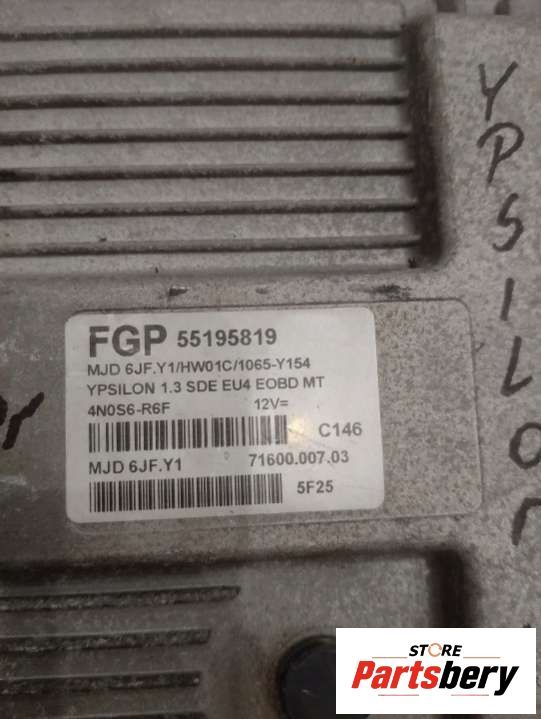 YPSILON
FGP 55195819
MJD 6JF.Y1/HW01C/1065-Y154
YPSILON 1.3 SDE EU4 EOBD MT
4N0S6-R6F 12V=
C146
MJD 6JF.Y1 71600.007.03
5F25
STORE
Partsbery